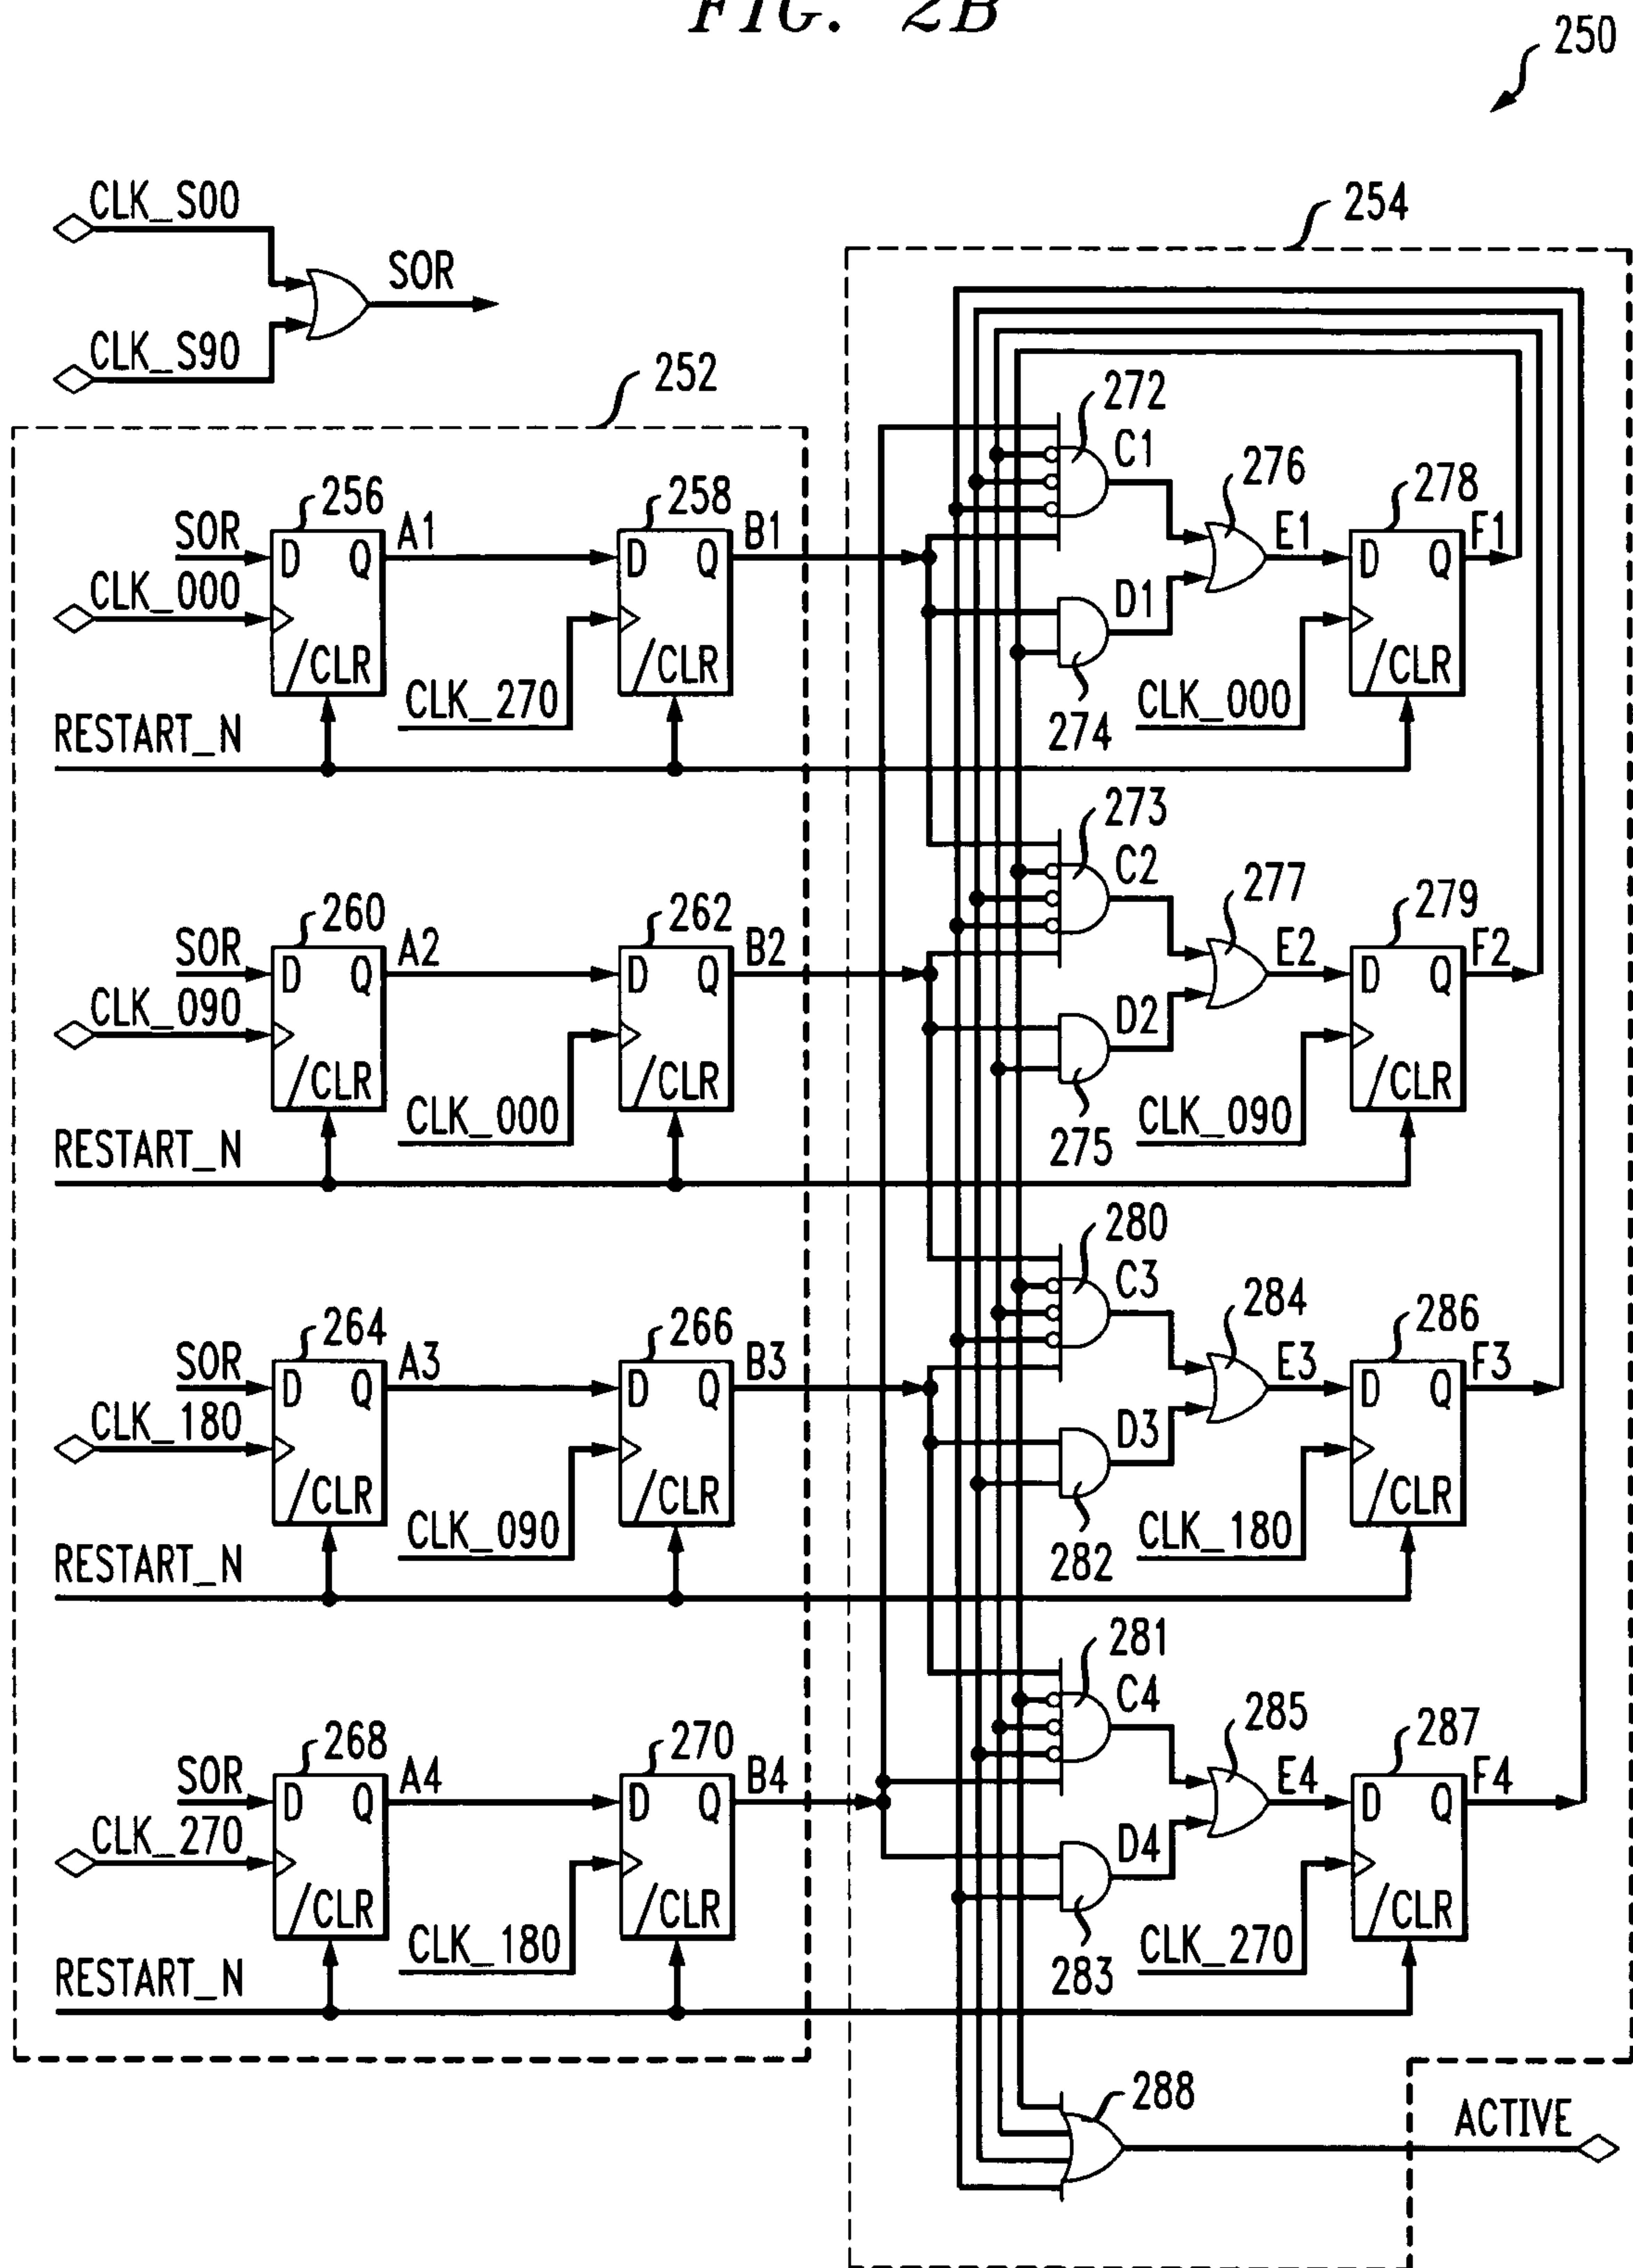 FIG. 2B
250
CLK_S00
SOR
CLK_S90
254
252
272
C1
276
278
256
258
SOR
A1
B1
E1
F1
D
Q
D
Q
D
Q
CLK_000
D1
/CLR
/CLR
/CLR
CLK_270
CLK_000
274
RESTART_N
273
C2
277
279
260
262
SOR
A2
B2
E2
F2
D
Q
D
Q
D
Q
CLK_090
D2
/CLR
/CLR
/CLR
CLK_000
CLK_090
275
RESTART_N
280
C3
284
286
264
266
SOR
A3
B3
E3
F3
D
Q
D
Q
D
Q
CLK_180
D3
/CLR
/CLR
/CLR
CLK_090
CLK_180
282
RESTART_N
281
C4
285
287
268
270
SOR
A4
B4
E4
F4
D
Q
D
Q
D
Q
CLK_270
D4
/CLR
/CLR
/CLR
CLK_180
CLK_270
283
RESTART_N
288
ACTIVE